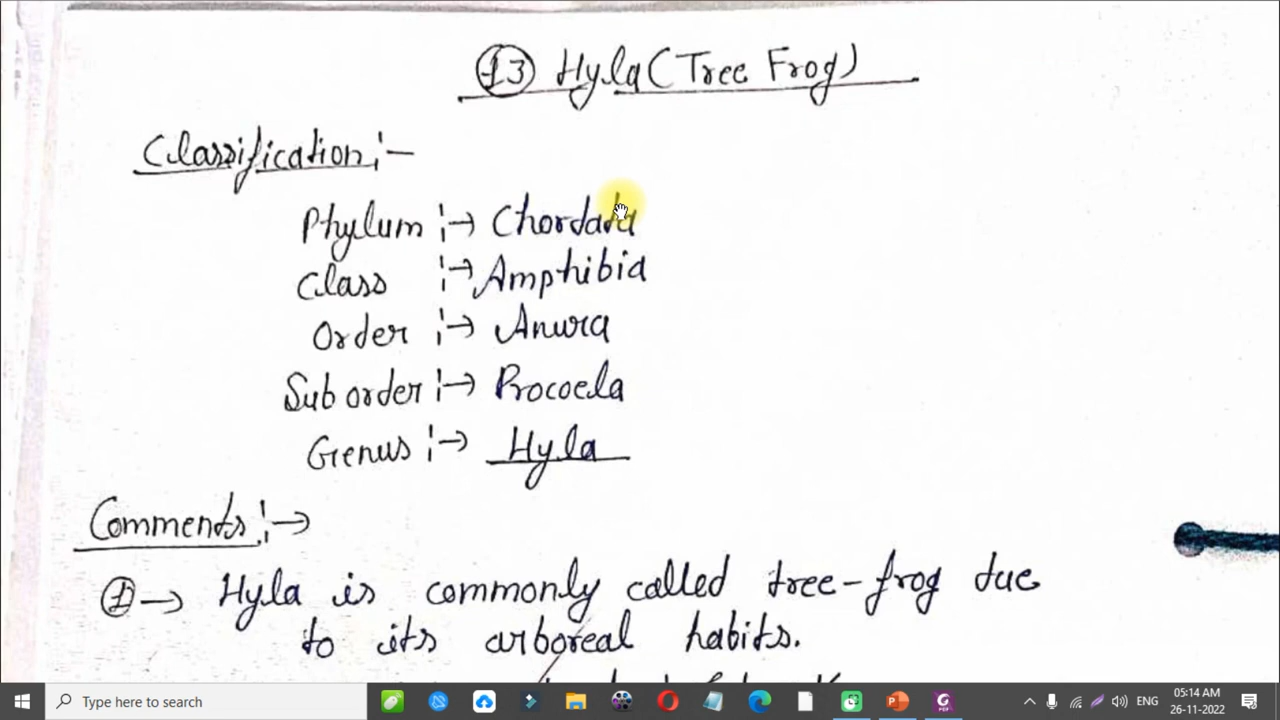 13 Hyla (Tree Frog)
Classification :-
Phylum :→ Chordata
Class :→ Amphibia
Order :→ Anura
Sub order :→ Procoela
Genus :→ Hyla
Comments :→
1 → Hyla is commonly called tree-frog due
to its arboreal habits.
Type here to search
ENG
05:14 AM
26-11-2022